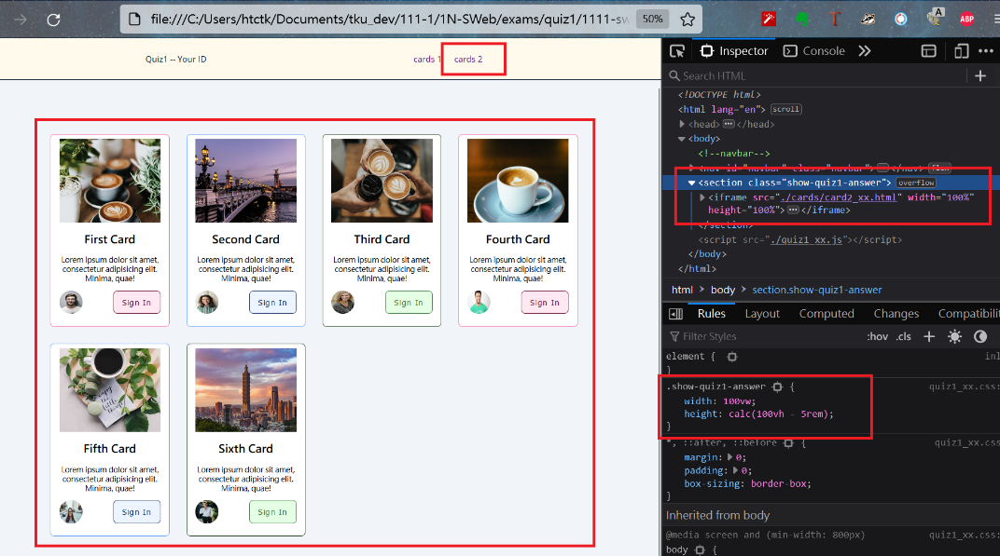 file:///C:/Users/htctk/Documents/tku_dev/111-1/1N-SWeb/exams/quiz1/1111-sw
50%
A
T
ABP
Quiz1 -- Your ID
cards 1
cards 2
First Card
Lorem ipsum dolor sit amet,
consectetur adipisicing elit.
Minima, quae!
Sign In
Second Card
Lorem ipsum dolor sit amet,
consectetur adipisicing elit.
Minima, quae!
Sign In
Third Card
Lorem ipsum dolor sit amet,
consectetur adipisicing elit.
Minima, quae!
Sign In
Fourth Card
Lorem ipsum dolor sit amet,
consectetur adipisicing elit.
Minima, quae!
Sign In
Fifth Card
Lorem ipsum dolor sit amet,
consectetur adipisicing elit.
Minima, quae!
Sign In
Sixth Card
Lorem ipsum dolor sit amet,
consectetur adipisicing elit.
Minima, quae!
Sign In
Inspector
Console
Search HTML
<!DOCTYPE html>
<html lang="en"> scroll
<head>
</head>
<body>
<!--navbar-->
<nav id="navbar" class="navbar"> </nav> flex
<section class="show-quiz1-answer"> overflow
<iframe src="./cards/card2_xx.html" width="100%"
height="100%"> </iframe>
</section>
<script src="./quiz1_xx.js"></script>
</body>
</html>
html > body > section.show-quiz1-answer
Rules
Layout
Computed
Changes
Compatibili
Filter Styles
:hov .cls +
element { inl
}
.show-quiz1-answer { quiz1_xx.css:
width: 100vw;
height: calc(100vh - 5rem);
}
*, ::after, ::before { quiz1_xx.css
margin: 0;
padding: 0;
box-sizing: border-box;
}
Inherited from body
@media screen and (min-width: 800px) quiz1_xx.css:
body {